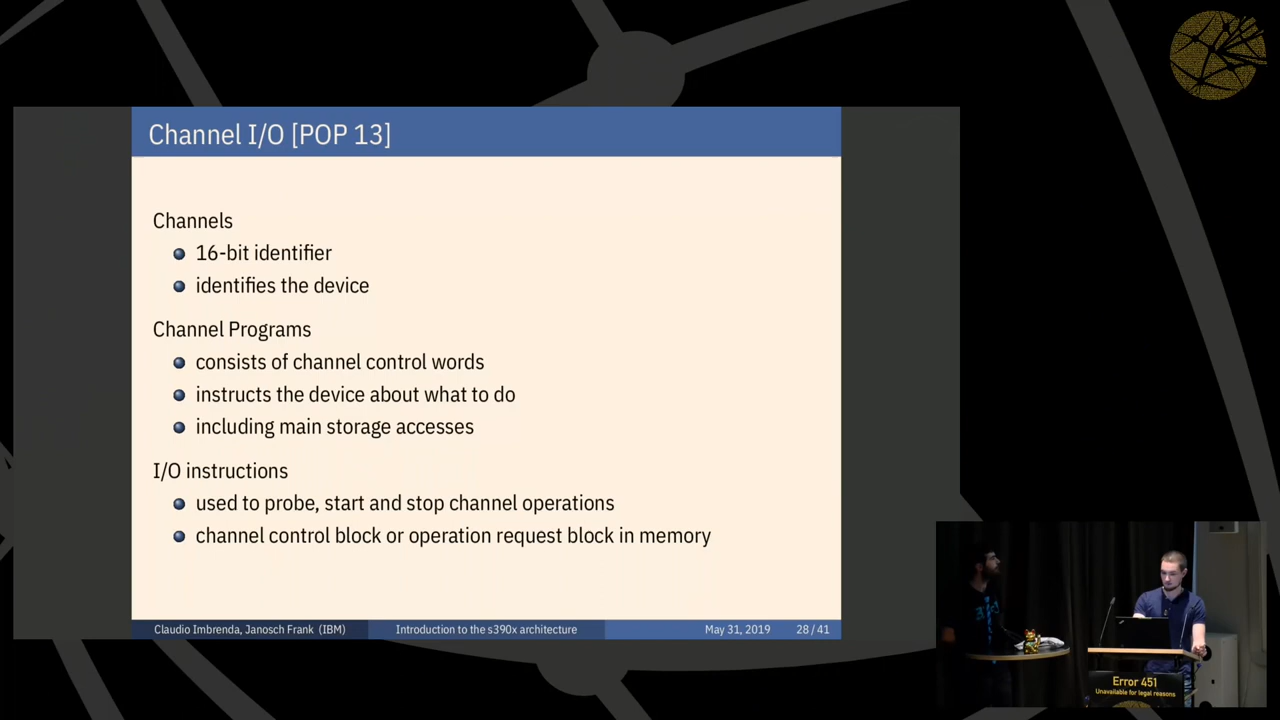 Channel I/O [POP 13]
Channels
16-bit identifier
identifies the device
Channel Programs
consists of channel control words
instructs the device about what to do
including main storage accesses
I/O instructions
used to probe, start and stop channel operations
channel control block or operation request block in memory
Claudio Imbrenda, Janosch Frank (IBM) Introduction to the s390x architecture May 31, 2019 28 / 41
Error 451
Unavailable for legal reasons